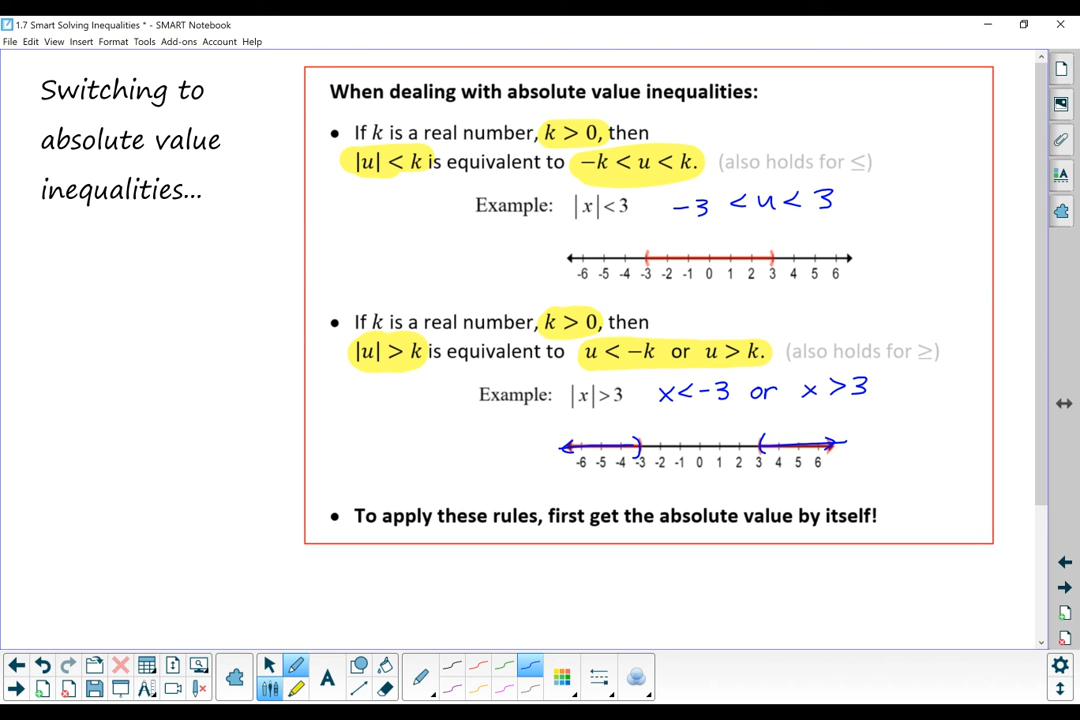 1.7 Smart Solving Inequalities * - SMART Notebook
File Edit View Insert Format Tools Add-ons Account Help
Switching to
absolute value
inequalities...
When dealing with absolute value inequalities:
• If k is a real number, k > 0, then
|u| < k is equivalent to −k < u < k. (also holds for ≤)
Example: |x| < 3 −3 < u < 3
-6 -5 -4 -3 -2 -1 0 1 2 3 4 5 6
• If k is a real number, k > 0, then
|u| > k is equivalent to u < −k or u > k. (also holds for ≥)
Example: |x| > 3 x < −3 or x > 3
-6 -5 -4 -3 -2 -1 0 1 2 3 4 5 6
• To apply these rules, first get the absolute value by itself!